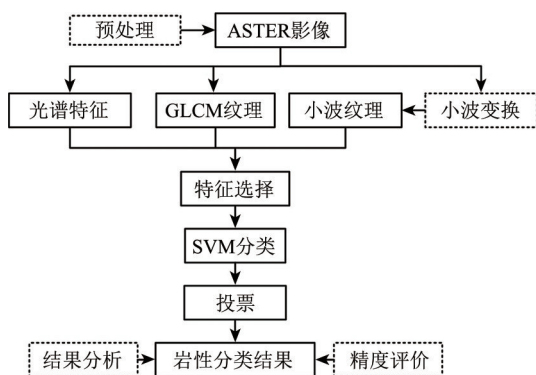 预处理
ASTER影像
光谱特征
GLCM纹理
小波纹理
小波变换
特征选择
SVM分类
投票
结果分析
岩性分类结果
精度评价